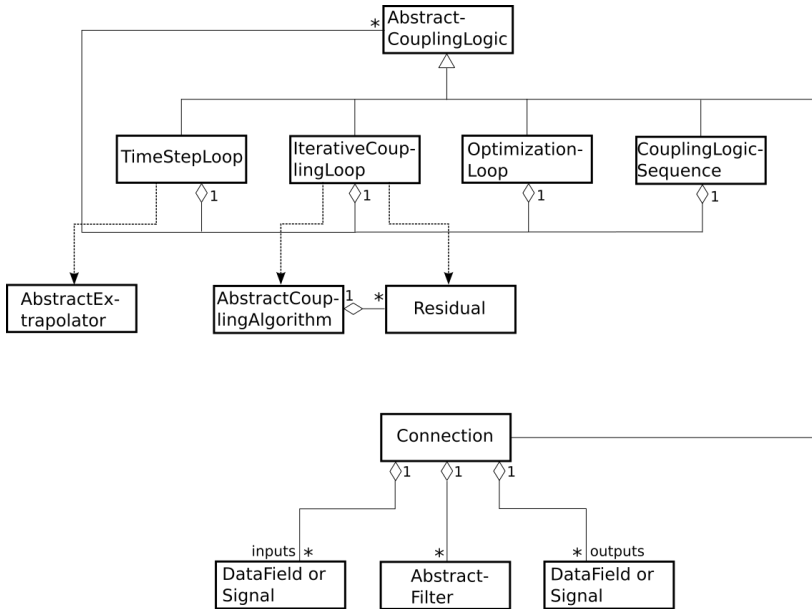 *
Abstract-
CouplingLogic
TimeStepLoop
IterativeCoup-
lingLoop
Optimization-
Loop
CouplingLogic-
Sequence
1
1
1
1
AbstractEx-
trapolator
AbstractCoup-
lingAlgorithm
1
*
Residual
Connection
1
1
1
inputs *
*
* outputs
DataField or
Signal
Abstract-
Filter
DataField or
Signal